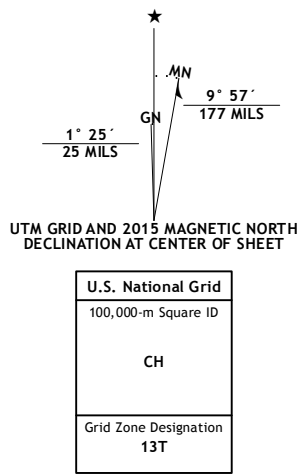 ★
MN
GN
9° 57´
177 MILS
1° 25´
25 MILS
UTM GRID AND 2015 MAGNETIC NORTH
DECLINATION AT CENTER OF SHEET
U.S. National Grid
100,000-m Square ID
CH
Grid Zone Designation
13T